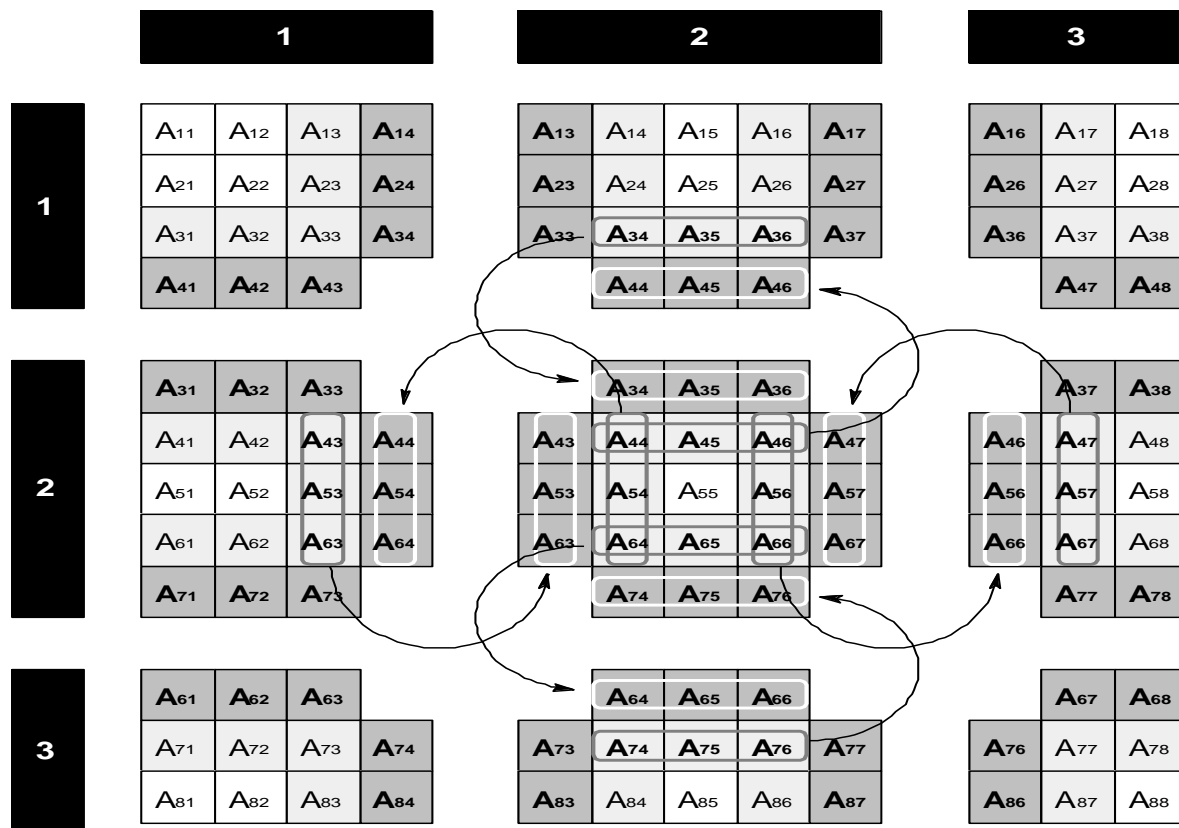 1 2 3
A11 A12 A13 A14 A13 A14 A15 A16 A17 A16 A17 A18
A21 A22 A23 A24 A23 A24 A25 A26 A27 A26 A27 A28
1
A31 A32 A33 A34 A33 A34 A35 A36 A37 A36 A37 A38
A41 A42 A43 A44 A45 A46 A47 A48
A31 A32 A33 A34 A35 A36 A37 A38
A41 A42 A43 A44 A43 A44 A45 A46 A47 A46 A47 A48
2 A51 A52 A53 A54 A53 A54 A55 A56 A57 A56 A57 A58
A61 A62 A63 A64 A63 A64 A65 A66 A67 A66 A67 A68
A71 A72 A73 A74 A75 A76 A77 A78
A61 A62 A63 A64 A65 A66 A67 A68
3 A71 A72 A73 A74 A73 A74 A75 A76 A77 A76 A77 A78
A81 A82 A83 A84 A83 A84 A85 A86 A87 A86 A87 A88